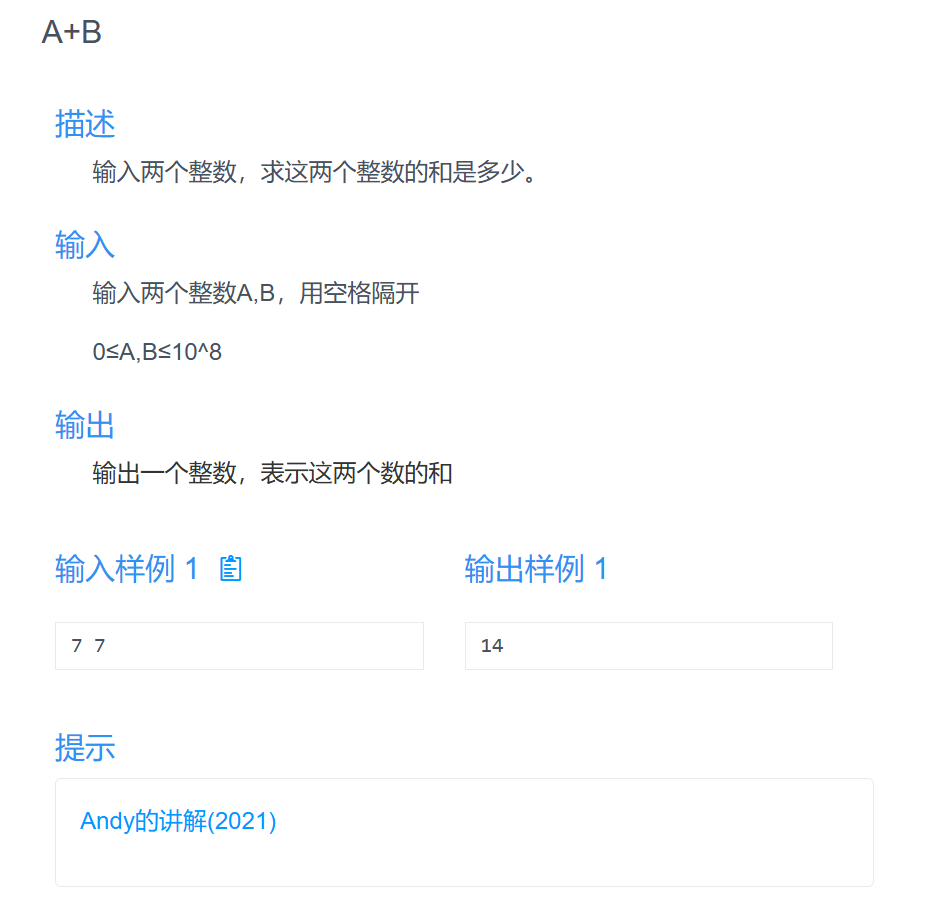 A+B
描述
输入两个整数，求这两个整数的和是多少。
输入
输入两个整数A,B，用空格隔开
0≤A,B≤10^8
输出
输出一个整数，表示这两个数的和
输入样例 1
输出样例 1
7 7
14
提示
Andy的讲解(2021)